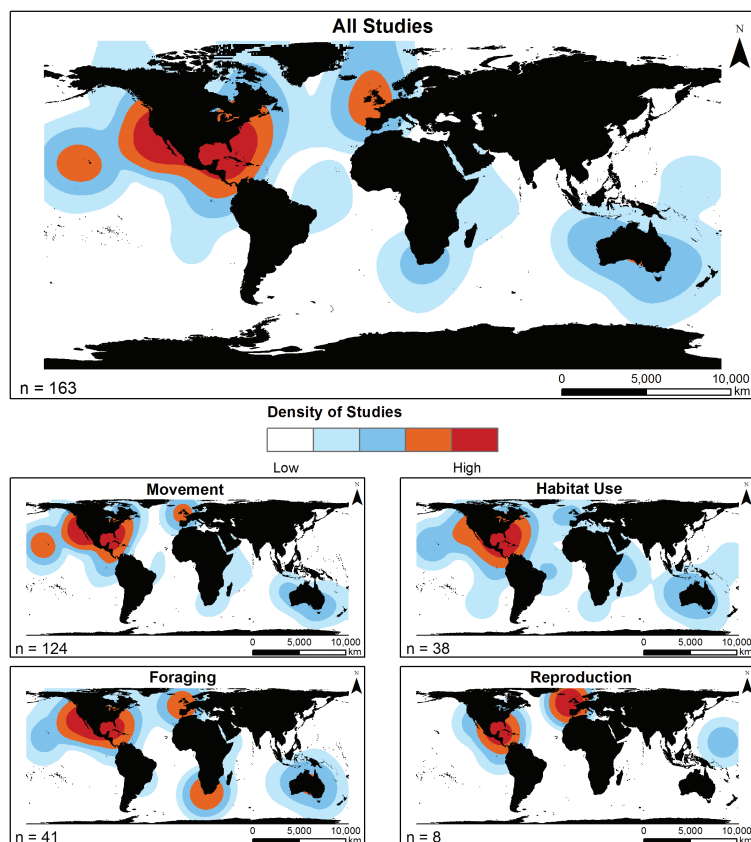 All Studies
N
n = 163
0 5,000 10,000
km
Density of Studies
Low High
Movement
N
n = 124
0 5,000 10,000
km
Habitat Use
N
n = 38
0 5,000 10,000
km
Foraging
N
n = 41
0 5,000 10,000
km
Reproduction
N
n = 8
0 5,000 10,000
km